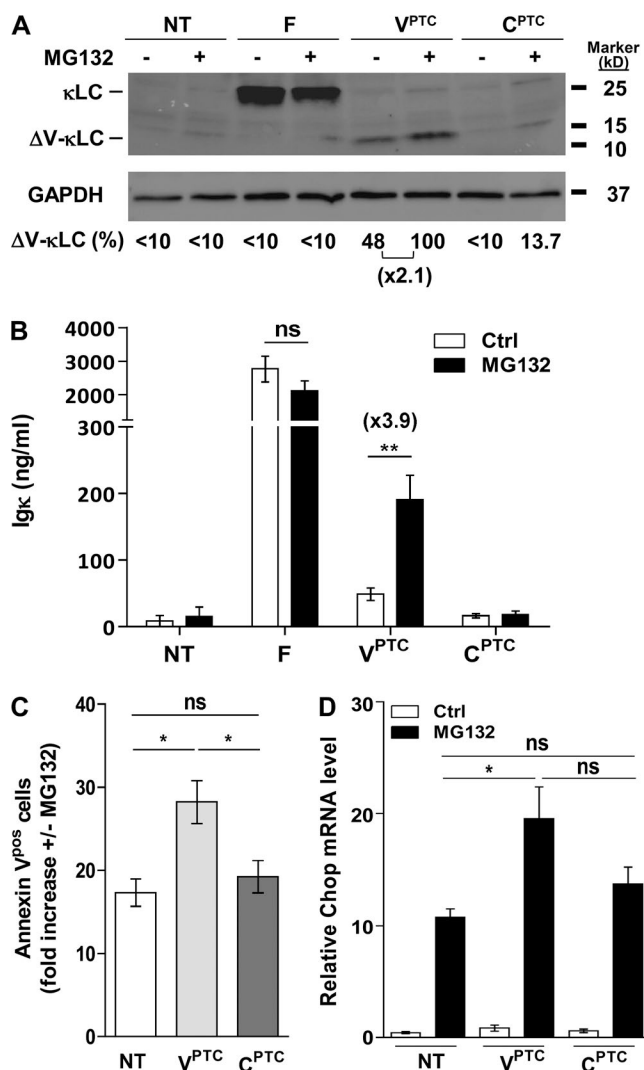 A
NT F V^PTC C^PTC Marker (kD)
MG132 - + - + - + - +
κLC 25
ΔV-κLC 15
10
GAPDH 37
ΔV-κLC (%) <10 <10 <10 <10 48 100 <10 13.7
(x2.1)
B
4000
3000
2000
300
200
100
0
Igκ (ng/ml)
ns
Ctrl
MG132
(x3.9)
**
NT F V^PTC C^PTC
C
40
30
20
10
0
Annexin V^pos cells
(fold increase +/- MG132)
ns
* *
NT V^PTC C^PTC
D
30
20
10
0
Relative Chop mRNA level
Ctrl
MG132
ns
* ns
NT V^PTC C^PTC